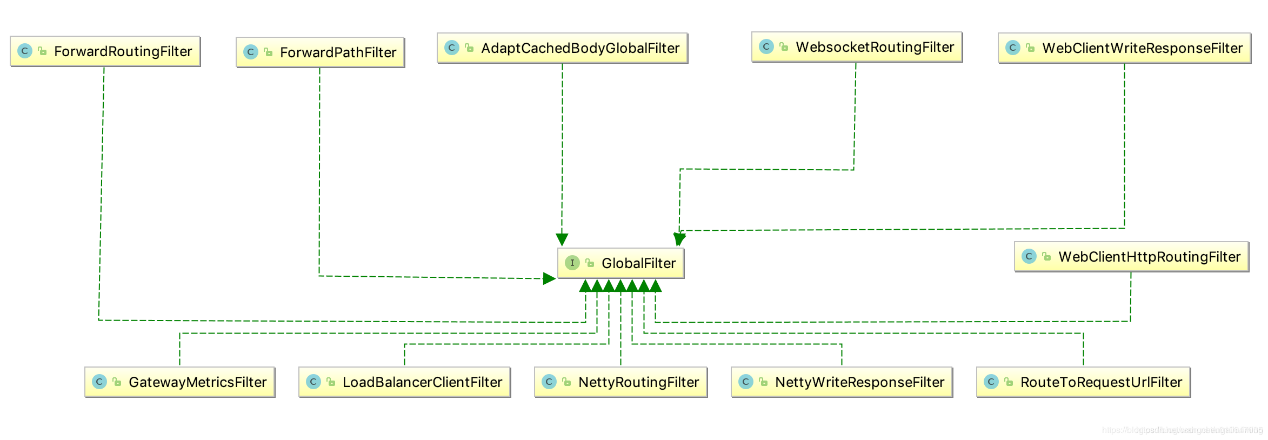 ForwardRoutingFilter
ForwardPathFilter
AdaptCachedBodyGlobalFilter
WebsocketRoutingFilter
WebClientWriteResponseFilter
GlobalFilter
WebClientHttpRoutingFilter
GatewayMetricsFilter
LoadBalancerClientFilter
NettyRoutingFilter
NettyWriteResponseFilter
RouteToRequestUrlFilter